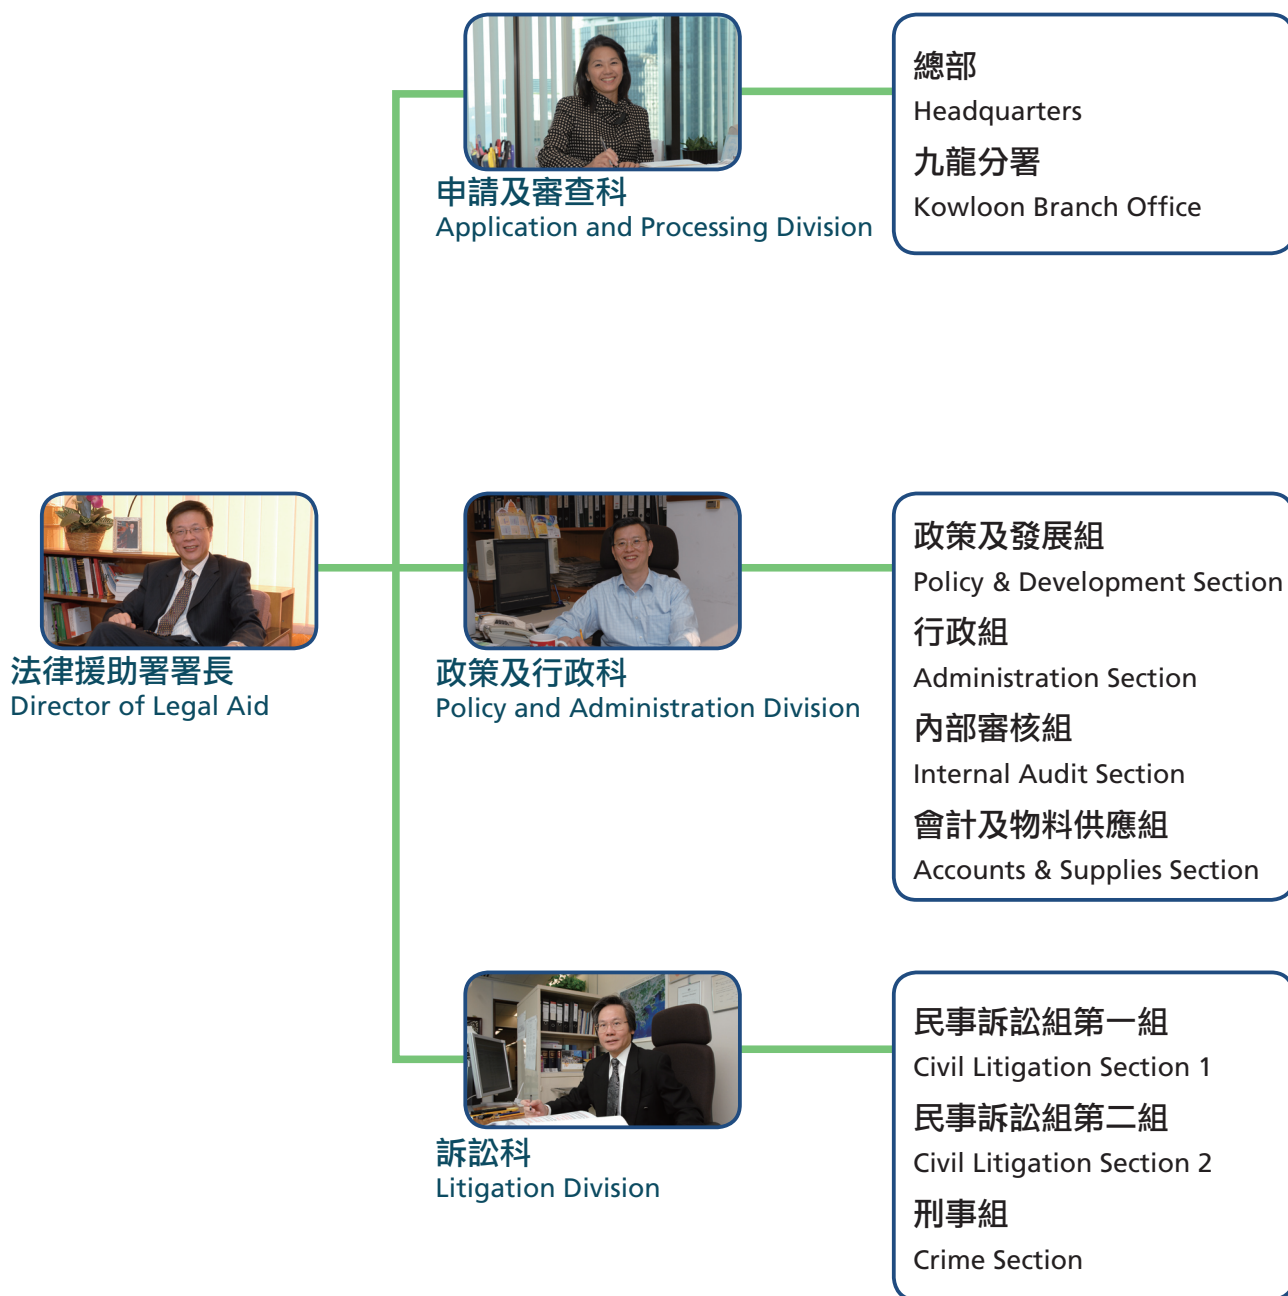 申請及審查科
Application and Processing Division
總部
Headquarters
九龍分署
Kowloon Branch Office
法律援助署署長
Director of Legal Aid
政策及行政科
Policy and Administration Division
政策及發展組
Policy & Development Section
行政組
Administration Section
內部審核組
Internal Audit Section
會計及物料供應組
Accounts & Supplies Section
訴訟科
Litigation Division
民事訴訟組第一組
Civil Litigation Section 1
民事訴訟組第二組
Civil Litigation Section 2
刑事組
Crime Section